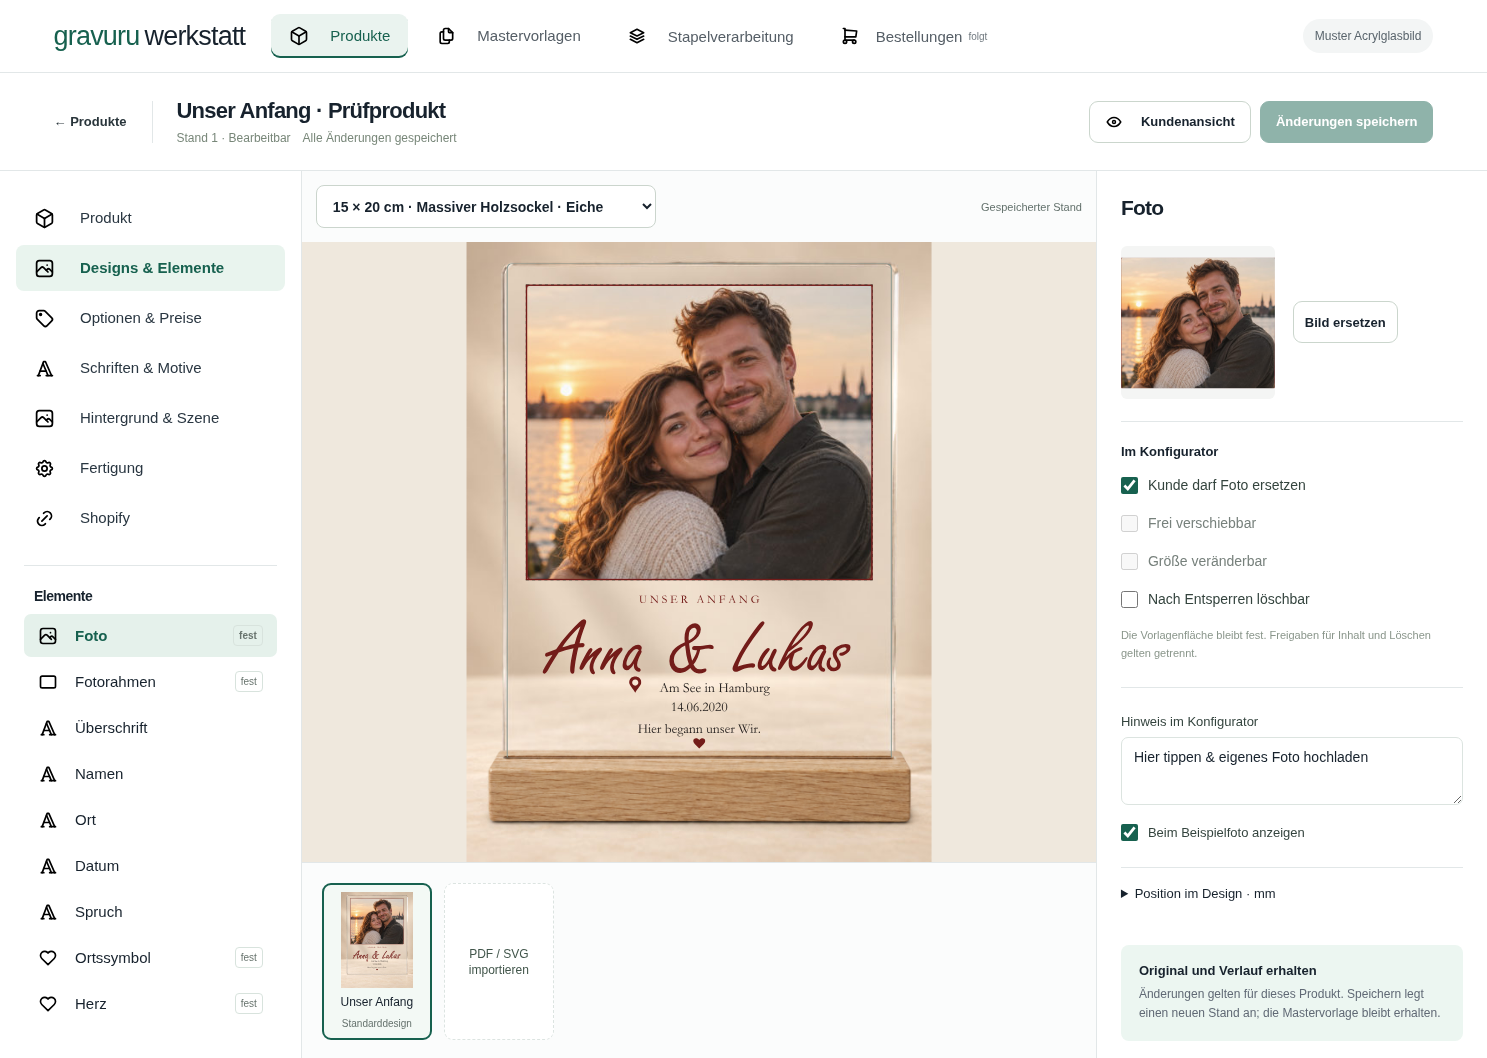 gravuru werkstatt
Produkte
Mastervorlagen
Stapelverarbeitung
Bestellungen folgt
Muster Acrylglasbild
← Produkte
Unser Anfang · Prüfprodukt
Stand 1 · Bearbeitbar Alle Änderungen gespeichert
Kundenansicht
Änderungen speichern
Produkt
Designs & Elemente
Optionen & Preise
Schriften & Motive
Hintergrund & Szene
Fertigung
Shopify
Elemente
Foto fest
Fotorahmen fest
Überschrift
Namen
Ort
Datum
Spruch
Ortssymbol fest
Herz fest
15 × 20 cm · Massiver Holzsockel · Eiche
Gespeicherter Stand
UNSER ANFANG
Anna & Lukas
Am See in Hamburg
14.06.2020
Hier begann unser Wir.
Anna & Lukas
Unser Anfang
Standarddesign
PDF / SVG
importieren
Foto
Bild ersetzen
Im Konfigurator
Kunde darf Foto ersetzen
Frei verschiebbar
Größe veränderbar
Nach Entsperren löschbar
Die Vorlagenfläche bleibt fest. Freigaben für Inhalt und Löschen
gelten getrennt.
Hinweis im Konfigurator
Hier tippen & eigenes Foto hochladen
Beim Beispielfoto anzeigen
Position im Design · mm
Original und Verlauf erhalten
Änderungen gelten für dieses Produkt. Speichern legt
einen neuen Stand an; die Mastervorlage bleibt erhalten.